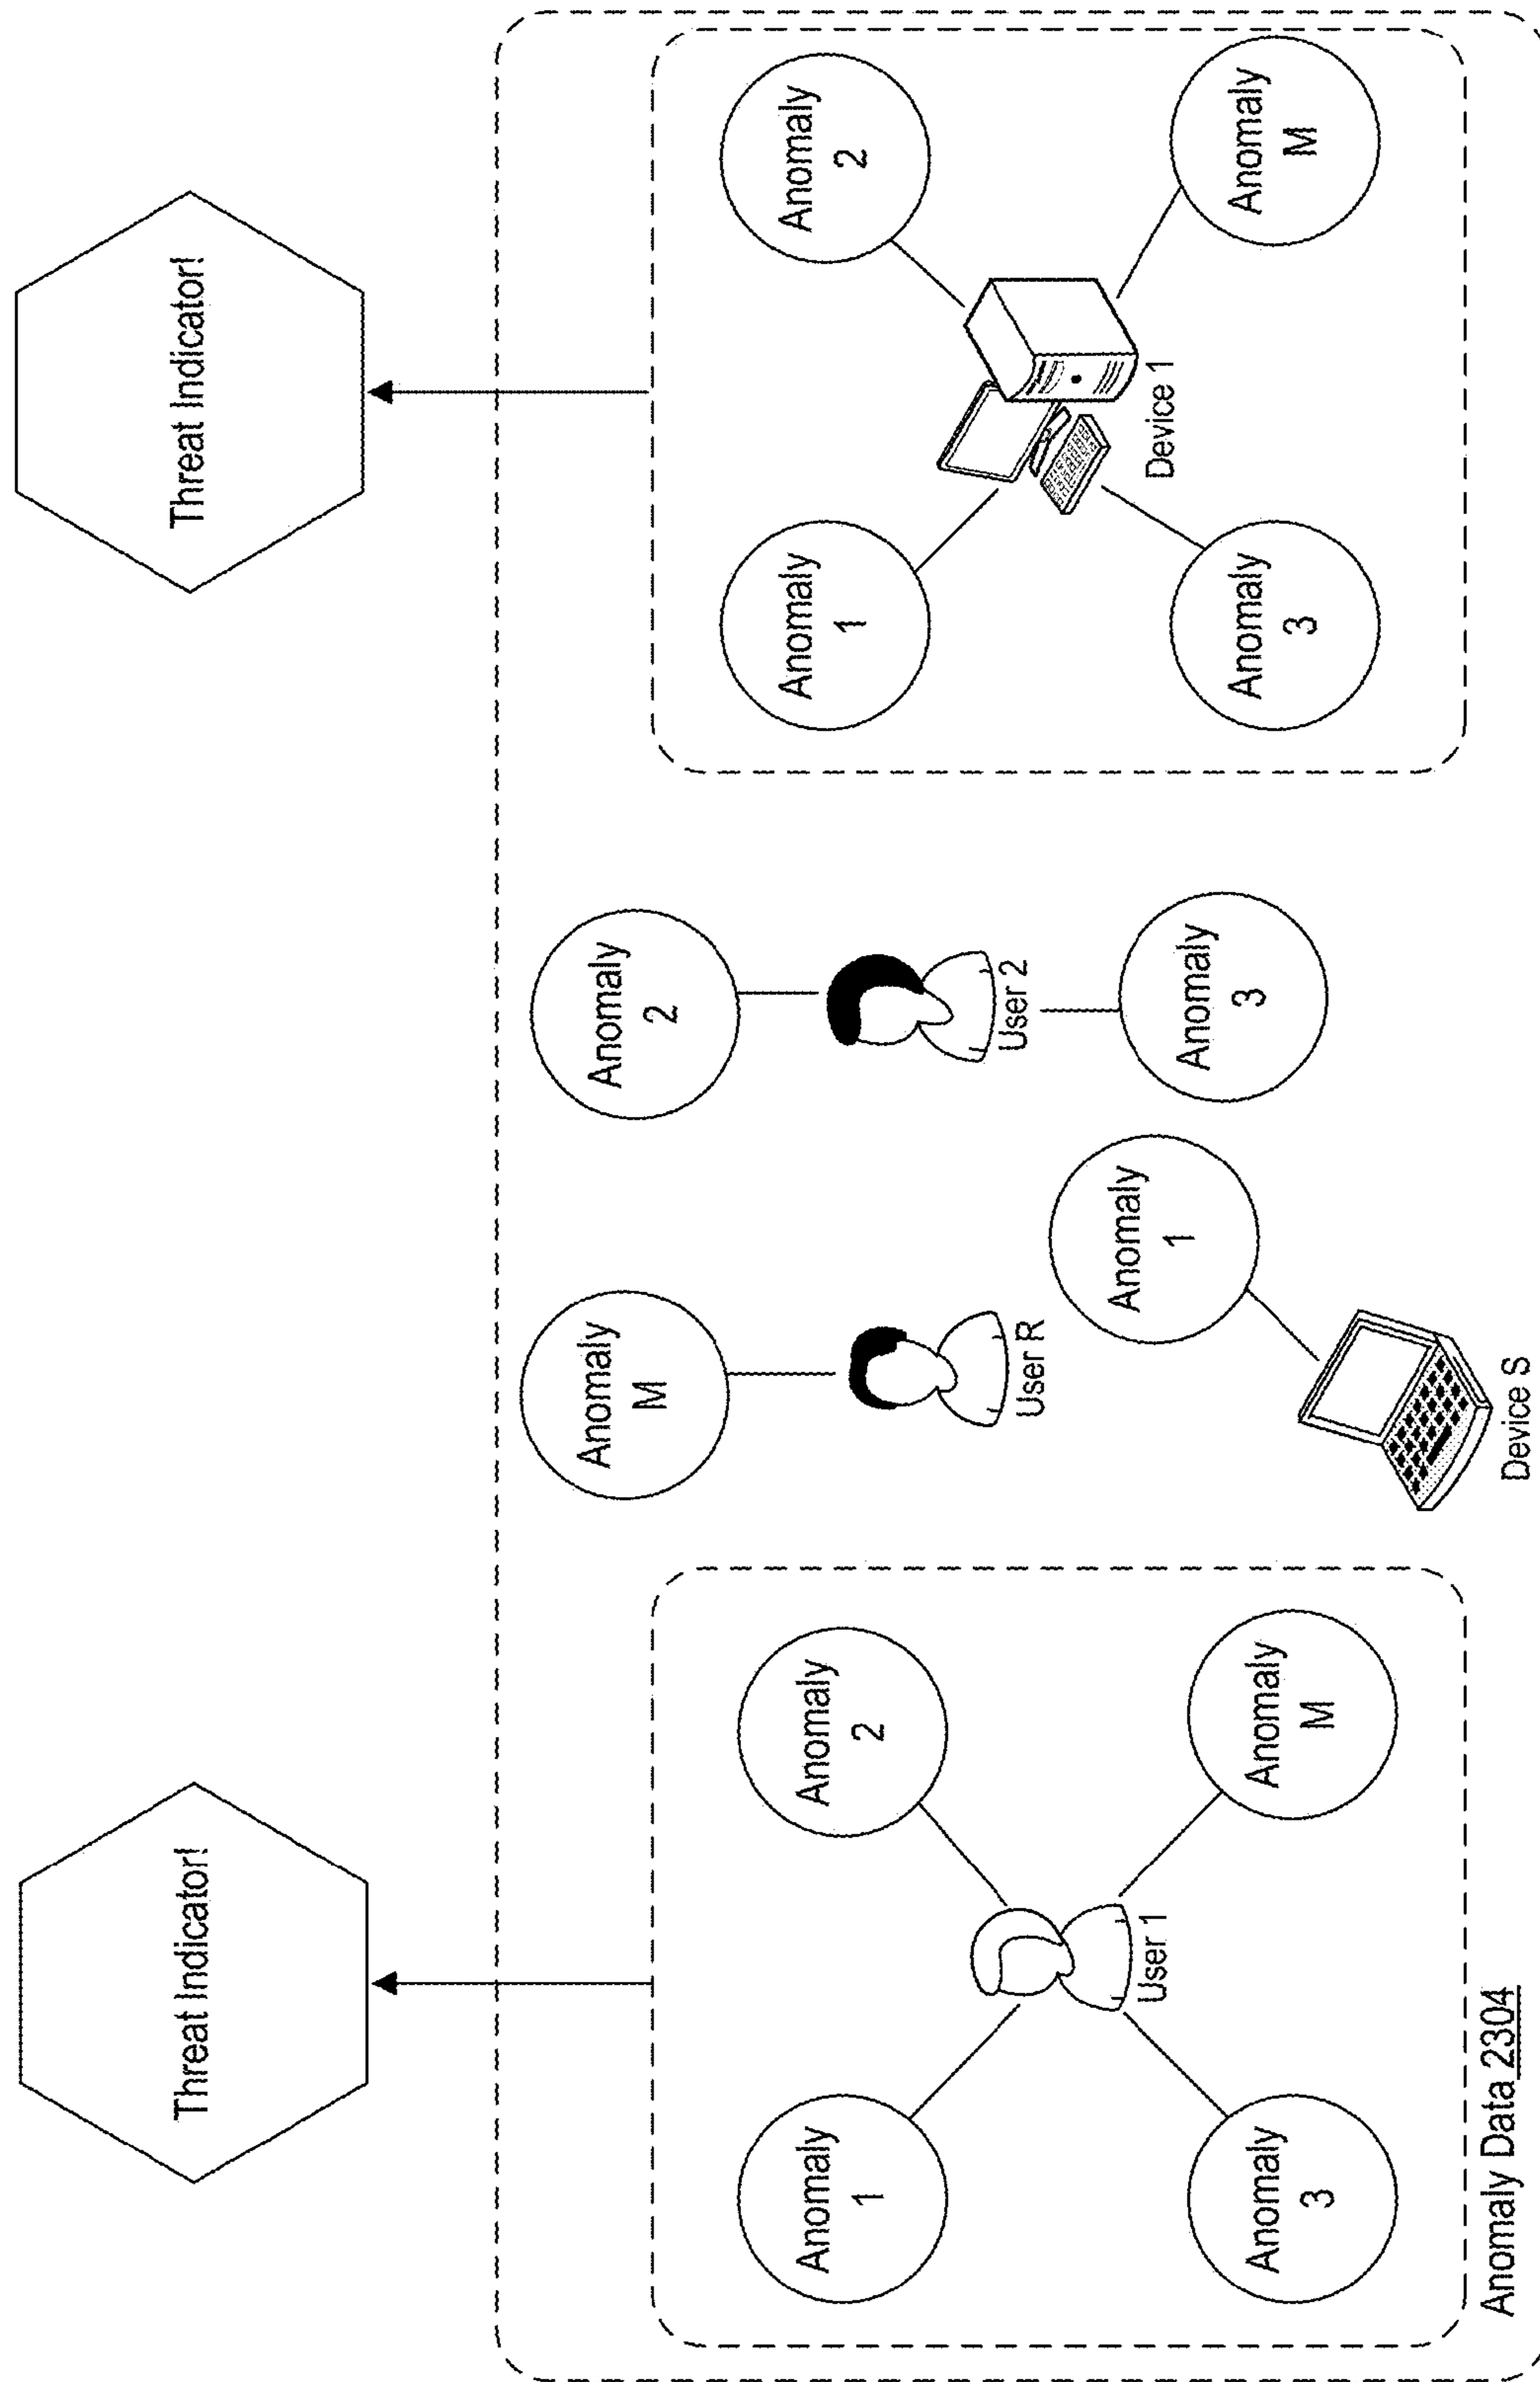 Threat Indicator!
Threat Indicator!
Anomaly
1
Anomaly
2
User 1
Anomaly
3
Anomaly
M
Anomaly
M
User R
Anomaly
1
Device S
Anomaly
2
User 2
Anomaly
3
Anomaly
1
Anomaly
2
Device 1
Anomaly
3
Anomaly
M
Anomaly Data 2304